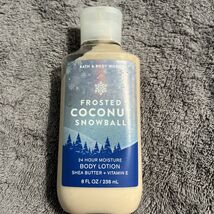 BATH & BODY WORKS
FROSTED
COCONUT
SNOWBALL
24 HOUR MOISTURE
BODY LOTION
SHEA BUTTER + VITAMIN E
8 FL OZ / 236 mL